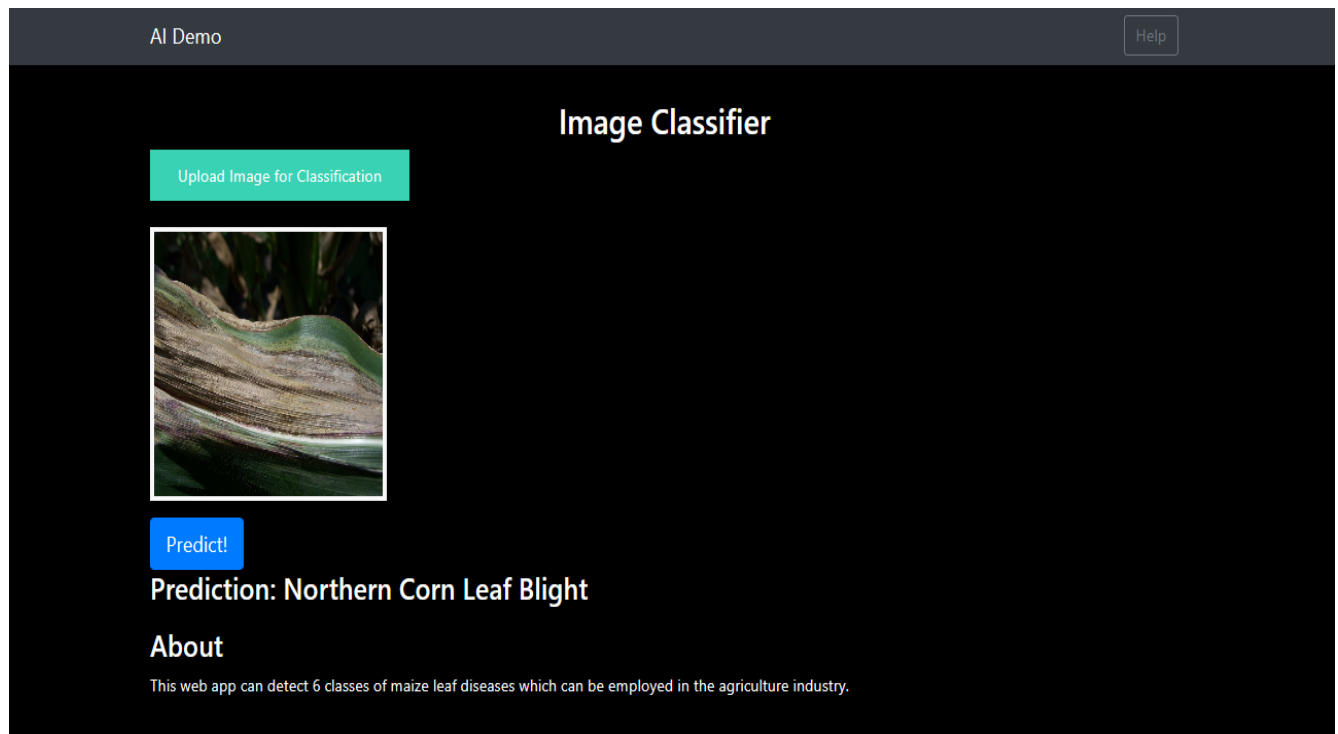 AI Demo
Help
Image Classifier
Upload Image for Classification
Predict!
Prediction: Northern Corn Leaf Blight
About
This web app can detect 6 classes of maize leaf diseases which can be employed in the agriculture industry.